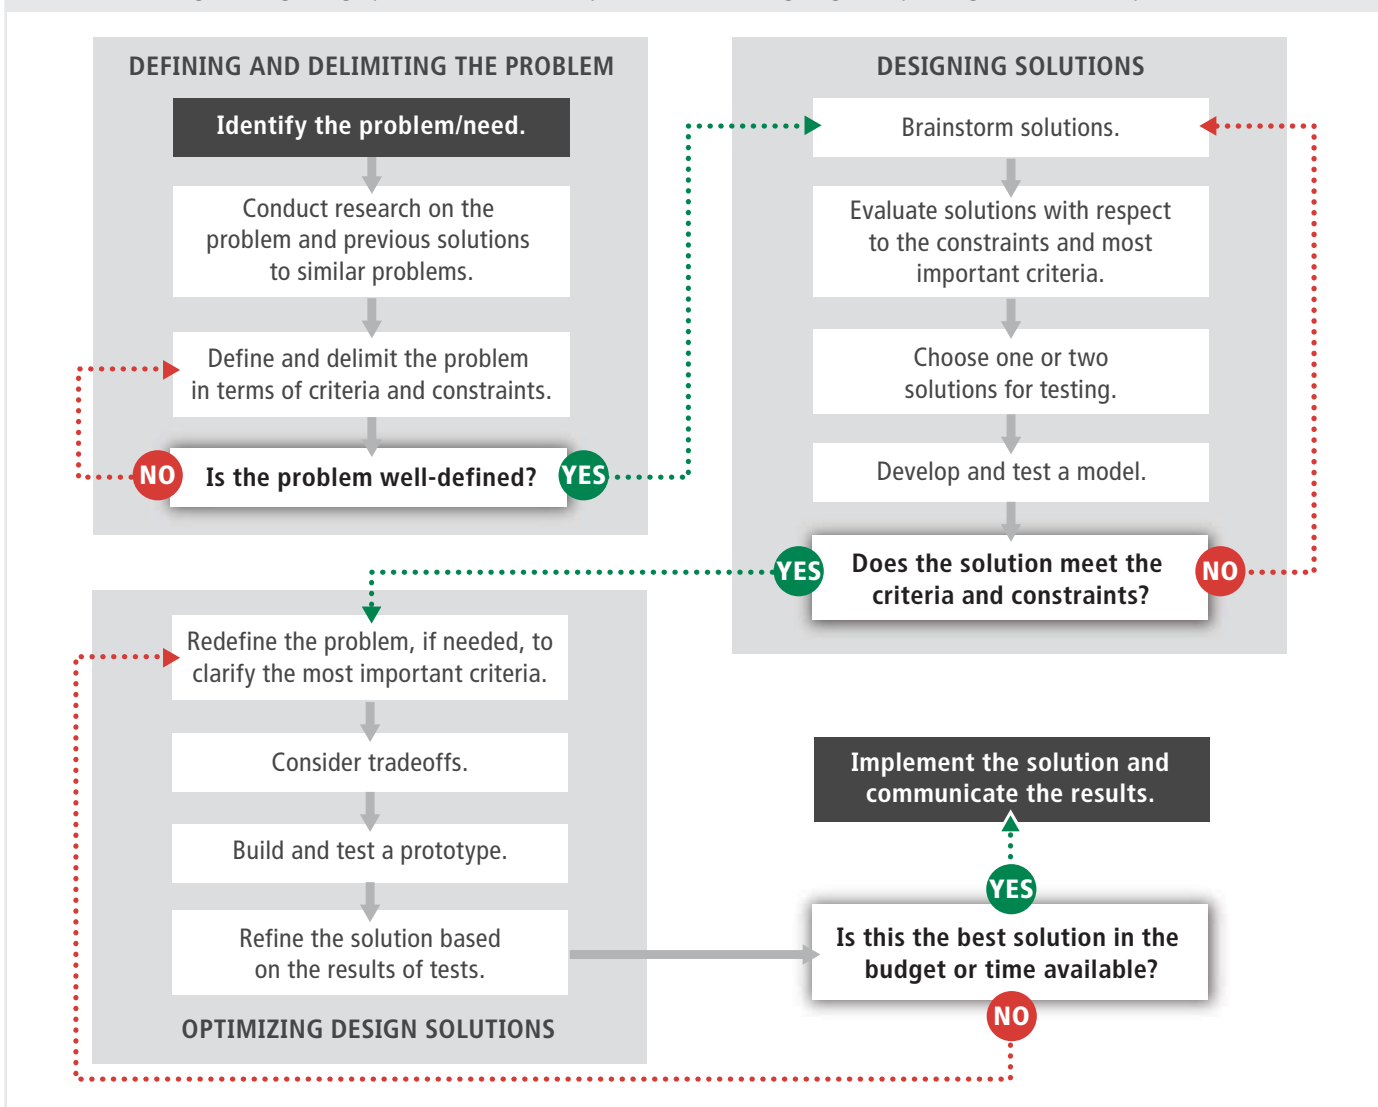 DEFINING AND DELIMITING THE PROBLEM
Identify the problem/need.
Conduct research on the
problem and previous solutions
to similar problems.
Define and delimit the problem
in terms of criteria and constraints.
NO
Is the problem well-defined?
YES
DESIGNING SOLUTIONS
Brainstorm solutions.
Evaluate solutions with respect
to the constraints and most
important criteria.
Choose one or two
solutions for testing.
Develop and test a model.
YES
Does the solution meet the
criteria and constraints?
NO
Redefine the problem, if needed, to
clarify the most important criteria.
Consider tradeoffs.
Build and test a prototype.
Refine the solution based
on the results of tests.
OPTIMIZING DESIGN SOLUTIONS
Implement the solution and
communicate the results.
YES
Is this the best solution in the
budget or time available?
NO